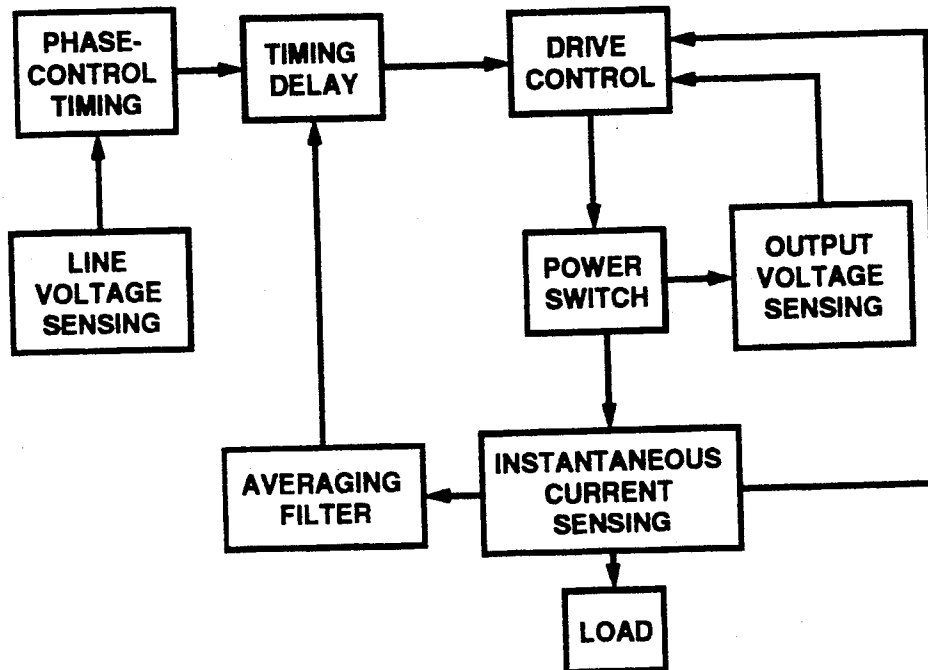 PHASE-
CONTROL
TIMING
TIMING
DELAY
DRIVE
CONTROL
LINE
VOLTAGE
SENSING
POWER
SWITCH
OUTPUT
VOLTAGE
SENSING
AVERAGING
FILTER
INSTANTANEOUS
CURRENT
SENSING
LOAD